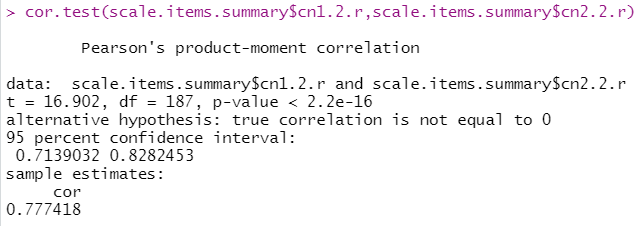 > cor.test(scale.items.summary$cn1.2.r,scale.items.summary$cn2.2.r)
Pearson's product-moment correlation
data:  scale.items.summary$cn1.2.r and scale.items.summary$cn2.2.r
t = 16.902, df = 187, p-value < 2.2e-16
alternative hypothesis: true correlation is not equal to 0
95 percent confidence interval:
0.7139032 0.8282453
sample estimates:
cor
0.777418